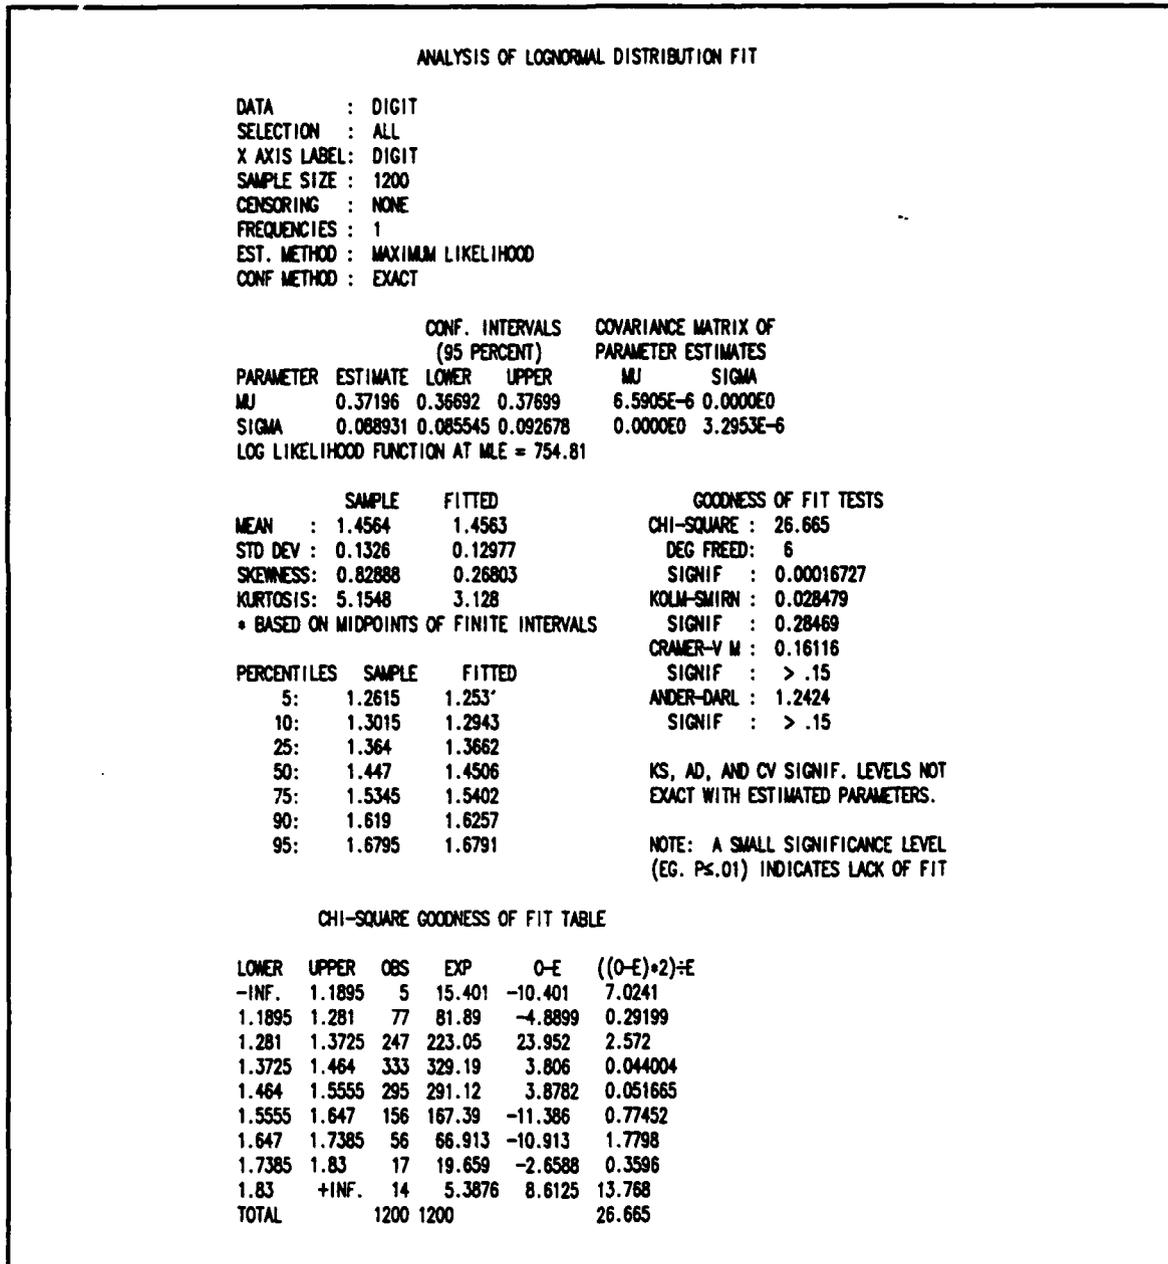 ANALYSIS OF LOGNORMAL DISTRIBUTION FIT
DATA : DIGIT
SELECTION : ALL
X AXIS LABEL: DIGIT
SAMPLE SIZE : 1200
CENSORING : NONE
FREQUENCIES : 1
EST. METHOD : MAXIMUM LIKELIHOOD
CONF METHOD : EXACT
CONF. INTERVALS COVARIANCE MATRIX OF
(95 PERCENT) PARAMETER ESTIMATES
PARAMETER ESTIMATE LOWER UPPER MU SIGMA
MU 0.37196 0.36692 0.37699 6.5905E-6 0.0000E0
SIGMA 0.088931 0.085545 0.092678 0.0000E0 3.2953E-6
LOG LIKELIHOOD FUNCTION AT MLE = 754.81
SAMPLE FITTED
MEAN : 1.4564 1.4563
STD DEV : 0.1326 0.12977
SKEWNESS: 0.82888 0.26803
KURTOSIS: 5.1548 3.128
* BASED ON MIDPOINTS OF FINITE INTERVALS
PERCENTILES SAMPLE FITTED
5: 1.2615 1.253
10: 1.3015 1.2943
25: 1.364 1.3662
50: 1.447 1.4506
75: 1.5345 1.5402
90: 1.619 1.6257
95: 1.6795 1.6791
GOODNESS OF FIT TESTS
CHI-SQUARE : 26.665
DEG FREED: 6
SIGNIF : 0.00016727
KOLM-SMIRN : 0.028479
SIGNIF : 0.28469
CRAMER-V M : 0.16116
SIGNIF : > .15
ANDER-DARL : 1.2424
SIGNIF : > .15
KS, AD, AND CV SIGNIF. LEVELS NOT
EXACT WITH ESTIMATED PARAMETERS.
NOTE: A SMALL SIGNIFICANCE LEVEL
(EG. P≤.01) INDICATES LACK OF FIT
CHI-SQUARE GOODNESS OF FIT TABLE
LOWER UPPER OBS EXP O-E ((O-E)*2)÷E
-INF. 1.1895 5 15.401 -10.401 7.0241
1.1895 1.281 77 81.89 -4.8899 0.29199
1.281 1.3725 247 223.05 23.952 2.572
1.3725 1.464 333 329.19 3.806 0.044004
1.464 1.5555 295 291.12 3.8782 0.051665
1.5555 1.647 156 167.39 -11.386 0.77452
1.647 1.7385 56 66.913 -10.913 1.7798
1.7385 1.83 17 19.659 -2.6588 0.3596
1.83 +INF. 14 5.3876 8.6125 13.768
TOTAL 1200 1200 26.665